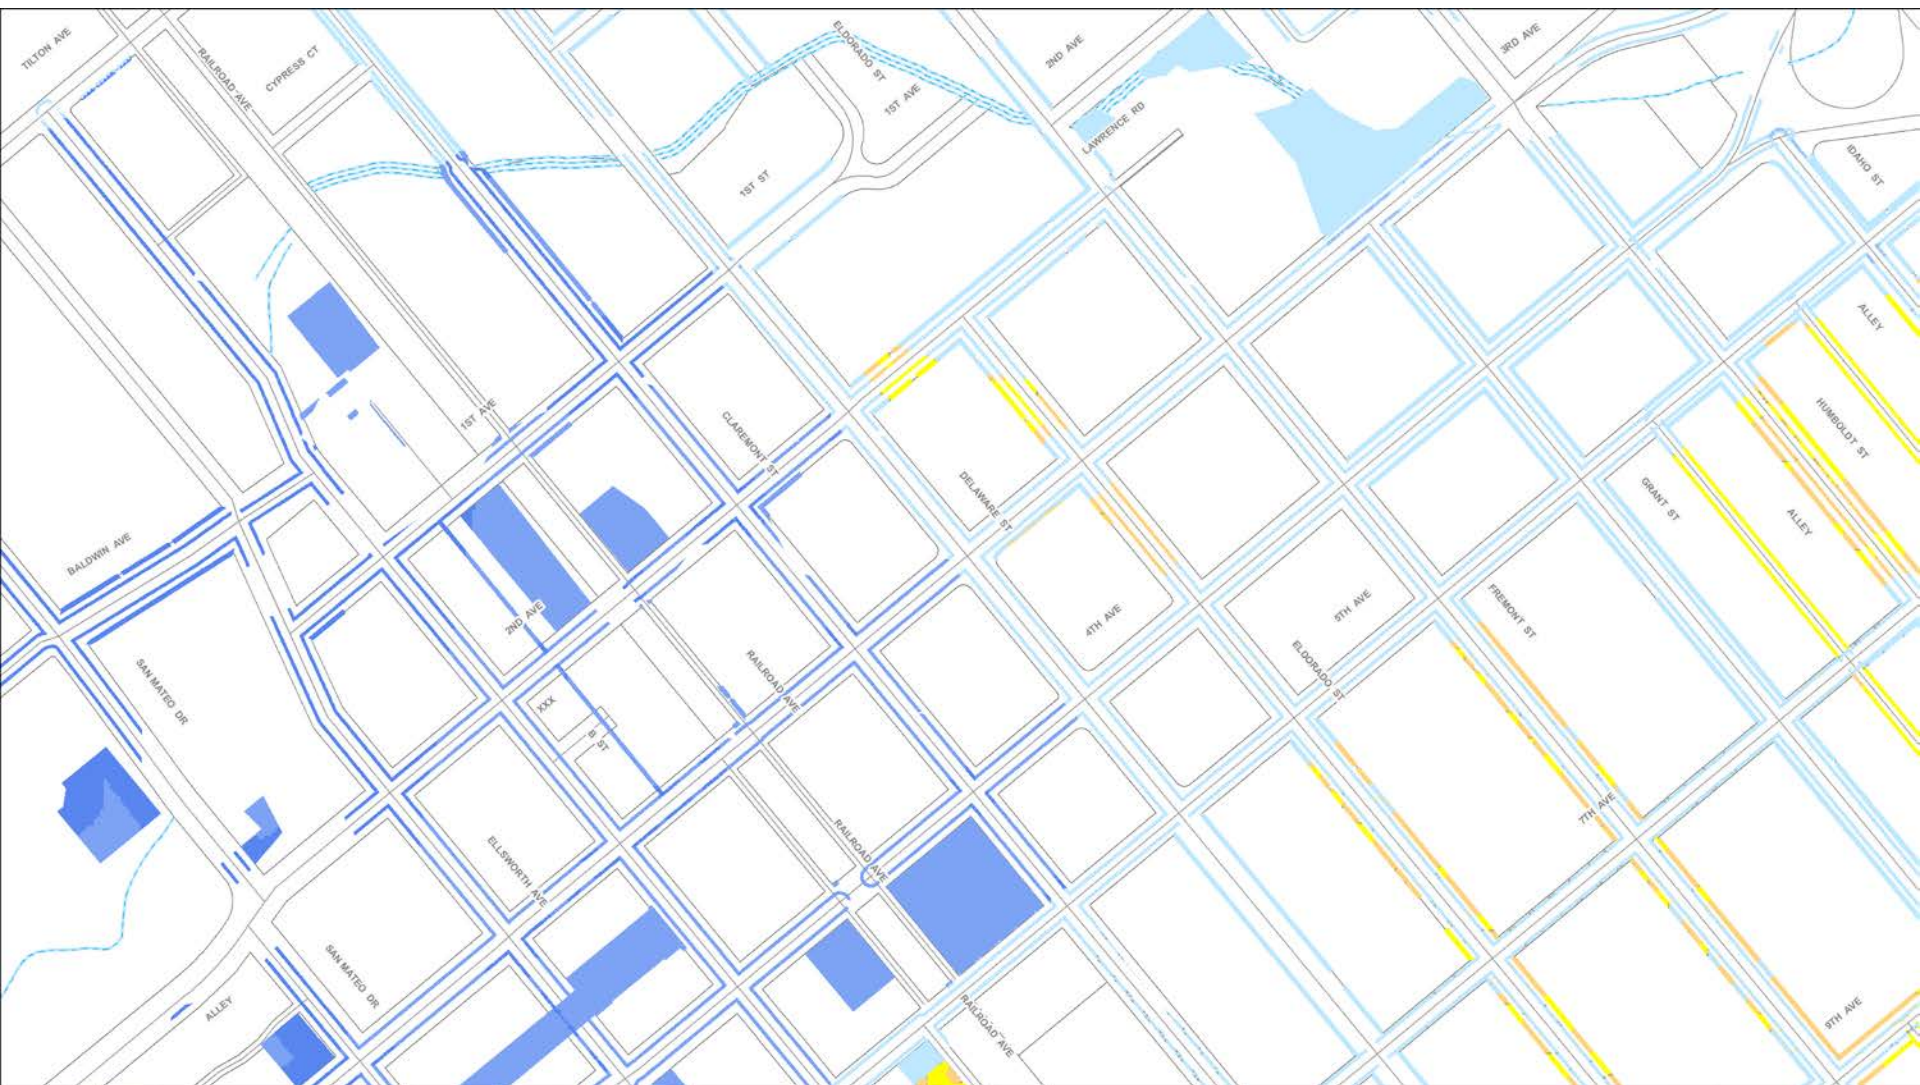 TILTON AVE
RAILROAD AVE
CYPRESS CT
ELDORADO ST
1ST AVE
2ND AVE
LAWRENCE RD
3RD AVE
IDAHO ST
1ST ST
ALLEY
HUMBOLDT ST
1ST AVE
CLAREMONT ST
DELAWARE ST
GRANT ST
ALLEY
BALDWIN AVE
2ND AVE
4TH AVE
5TH AVE
FREMONT ST
SAN MATEO DR
RAILROAD AVE
ELDORADO ST
XXX
B ST
7TH AVE
ELLSWORTH AVE
RAILROAD AVE
SAN MATEO DR
ALLEY
RAILROAD AVE
9TH AVE